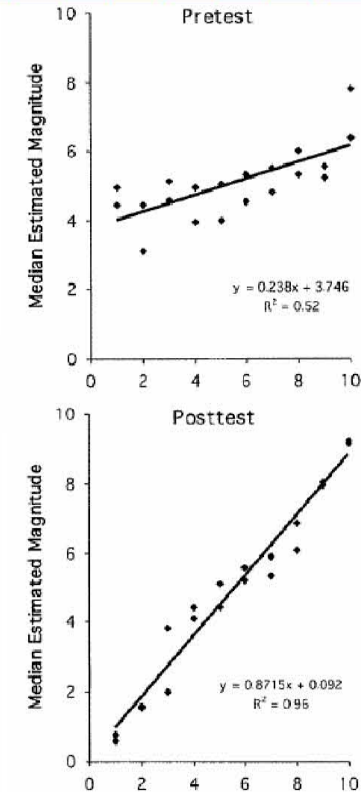 Pretest
10
8
6
4
2
0
Median Estimated Magnitude
y = 0.238x + 3.746
R² = 0.52
0 2 4 6 8 10
Posttest
10
8
6
4
2
0
Median Estimated Magnitude
y = 0.8715x + 0.092
R² = 0.96
0 2 4 6 8 10